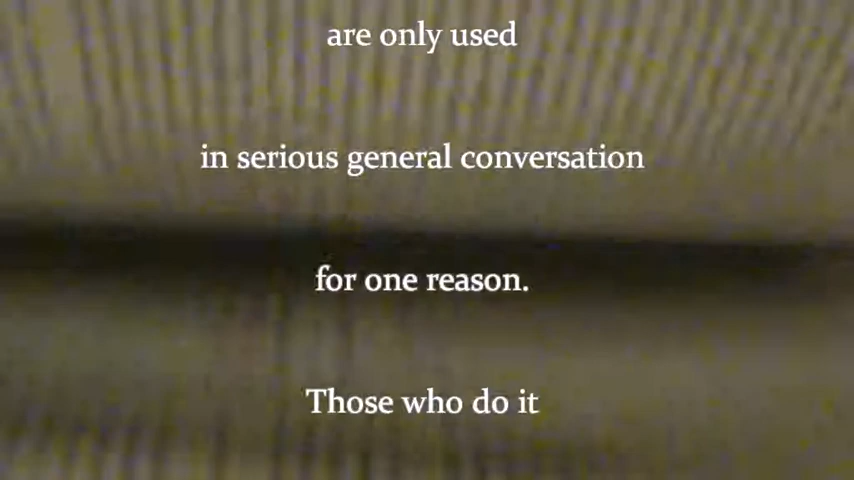 are only used
in serious general conversation
for one reason.
Those who do it